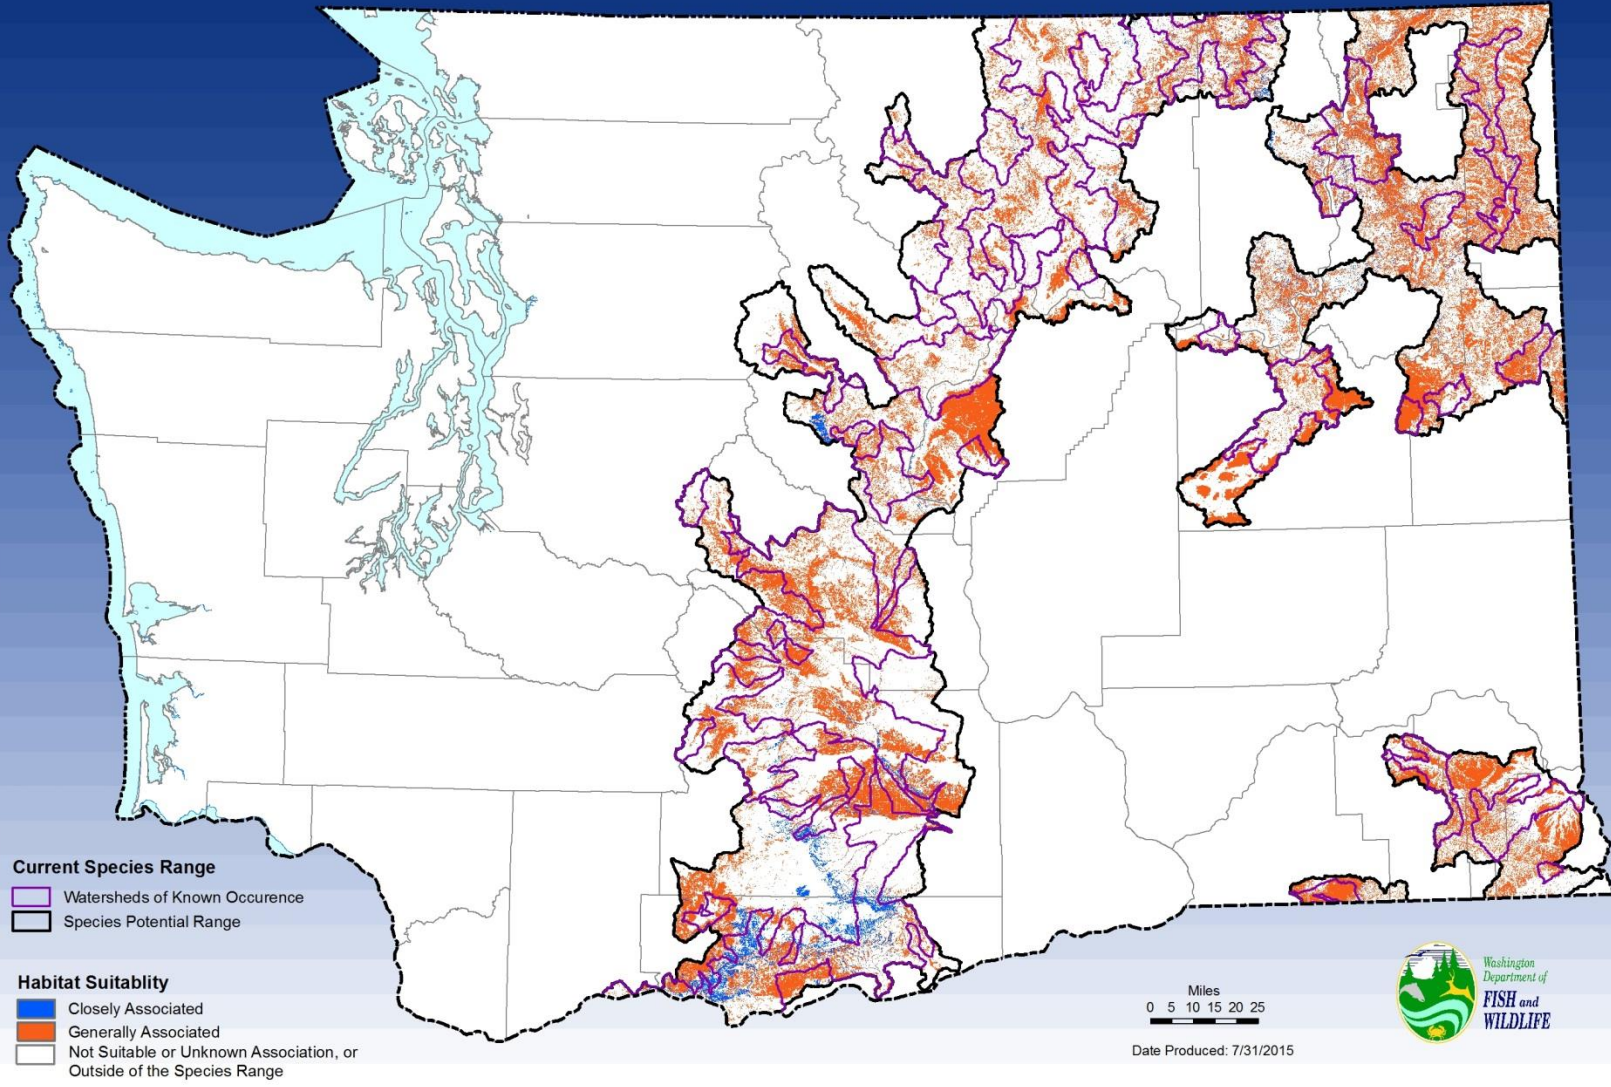 Current Species Range
Watersheds of Known Occurence
Species Potential Range
Habitat Suitablity
Closely Associated
Generally Associated
Not Suitable or Unknown Association, or
Outside of the Species Range
Miles
0 5 10 15 20 25
Date Produced: 7/31/2015
Washington
Department of
FISH and
WILDLIFE